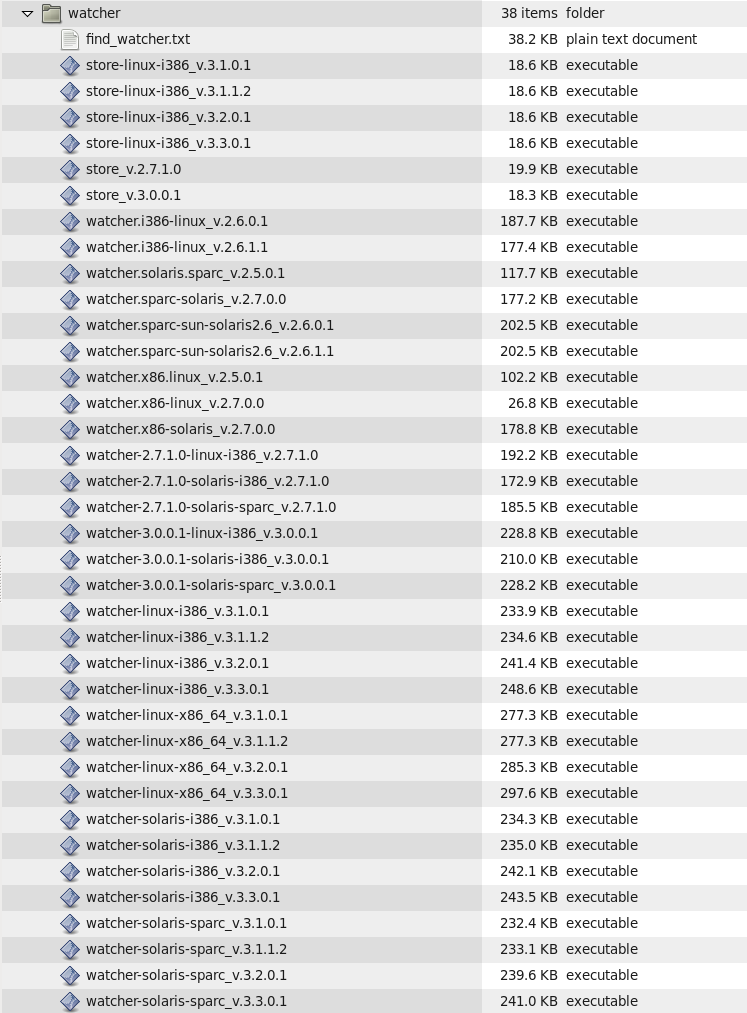 watcher 38 items folder
find_watcher.txt 38.2 KB plain text document
store-linux-i386_v.3.1.0.1 18.6 KB executable
store-linux-i386_v.3.1.1.2 18.6 KB executable
store-linux-i386_v.3.2.0.1 18.6 KB executable
store-linux-i386_v.3.3.0.1 18.6 KB executable
store_v.2.7.1.0 19.9 KB executable
store_v.3.0.0.1 18.3 KB executable
watcher.i386-linux_v.2.6.0.1 187.7 KB executable
watcher.i386-linux_v.2.6.1.1 177.4 KB executable
watcher.solaris.sparc_v.2.5.0.1 117.7 KB executable
watcher.sparc-solaris_v.2.7.0.0 177.2 KB executable
watcher.sparc-sun-solaris2.6_v.2.6.0.1 202.5 KB executable
watcher.sparc-sun-solaris2.6_v.2.6.1.1 202.5 KB executable
watcher.x86.linux_v.2.5.0.1 102.2 KB executable
watcher.x86-linux_v.2.7.0.0 26.8 KB executable
watcher.x86-solaris_v.2.7.0.0 178.8 KB executable
watcher-2.7.1.0-linux-i386_v.2.7.1.0 192.2 KB executable
watcher-2.7.1.0-solaris-i386_v.2.7.1.0 172.9 KB executable
watcher-2.7.1.0-solaris-sparc_v.2.7.1.0 185.5 KB executable
watcher-3.0.0.1-linux-i386_v.3.0.0.1 228.8 KB executable
watcher-3.0.0.1-solaris-i386_v.3.0.0.1 210.0 KB executable
watcher-3.0.0.1-solaris-sparc_v.3.0.0.1 228.2 KB executable
watcher-linux-i386_v.3.1.0.1 233.9 KB executable
watcher-linux-i386_v.3.1.1.2 234.6 KB executable
watcher-linux-i386_v.3.2.0.1 241.4 KB executable
watcher-linux-i386_v.3.3.0.1 248.6 KB executable
watcher-linux-x86_64_v.3.1.0.1 277.3 KB executable
watcher-linux-x86_64_v.3.1.1.2 277.3 KB executable
watcher-linux-x86_64_v.3.2.0.1 285.3 KB executable
watcher-linux-x86_64_v.3.3.0.1 297.6 KB executable
watcher-solaris-i386_v.3.1.0.1 234.3 KB executable
watcher-solaris-i386_v.3.1.1.2 235.0 KB executable
watcher-solaris-i386_v.3.2.0.1 242.1 KB executable
watcher-solaris-i386_v.3.3.0.1 243.5 KB executable
watcher-solaris-sparc_v.3.1.0.1 232.4 KB executable
watcher-solaris-sparc_v.3.1.1.2 233.1 KB executable
watcher-solaris-sparc_v.3.2.0.1 239.6 KB executable
watcher-solaris-sparc_v.3.3.0.1 241.0 KB executable